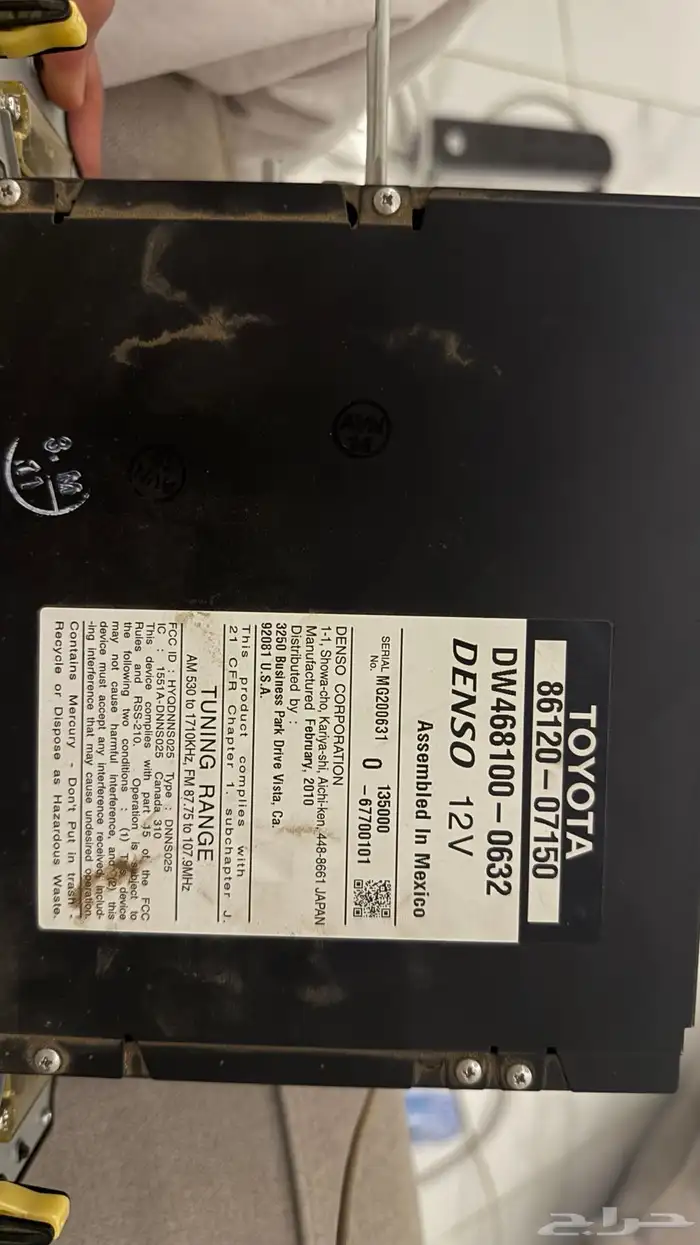 TOYOTA
86120-07150
DW468100-0632
DENSO 12V
Assembled In Mexico
SERIAL No. MG200631 0 135000 -67700101
DENSO CORPORATION
1-1, Showa-cho, Kariya-shi, Aichi-ken, 448-8661 JAPAN
Manufactured February, 2010
Distributed by :
3250 Business Park Drive Vista, Ca.
92081 U.S.A.
This product complies with
21 CFR Chapter 1. subchapter J.
TUNING RANGE
AM 530 to 1710KHz, FM 87.75 to 107.9MHz
FCC ID : HYQDNNS025 Type : DNNS025
IC : 1551A-DNNS025 Canada 310
This device complies with part 15 of the FCC
Rules and RSS-210. Operation is subject to
the following two conditions : (1) This device
may not cause harmful interference, and (2) this
device must accept any interference received, includ-
-ing interference that may cause undesired operation.
Contains Mercury - Don't Put in trash -
Recycle or Dispose as Hazardous Waste.
3.M
11
حراج